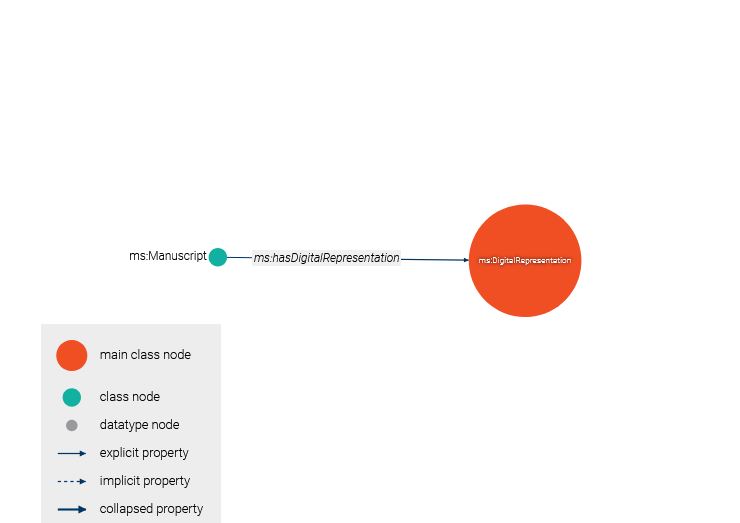 ms:Manuscript ms:hasDigitalRepresentation ms:DigitalRepresentation
main class node
class node
datatype node
explicit property
implicit property
collapsed property